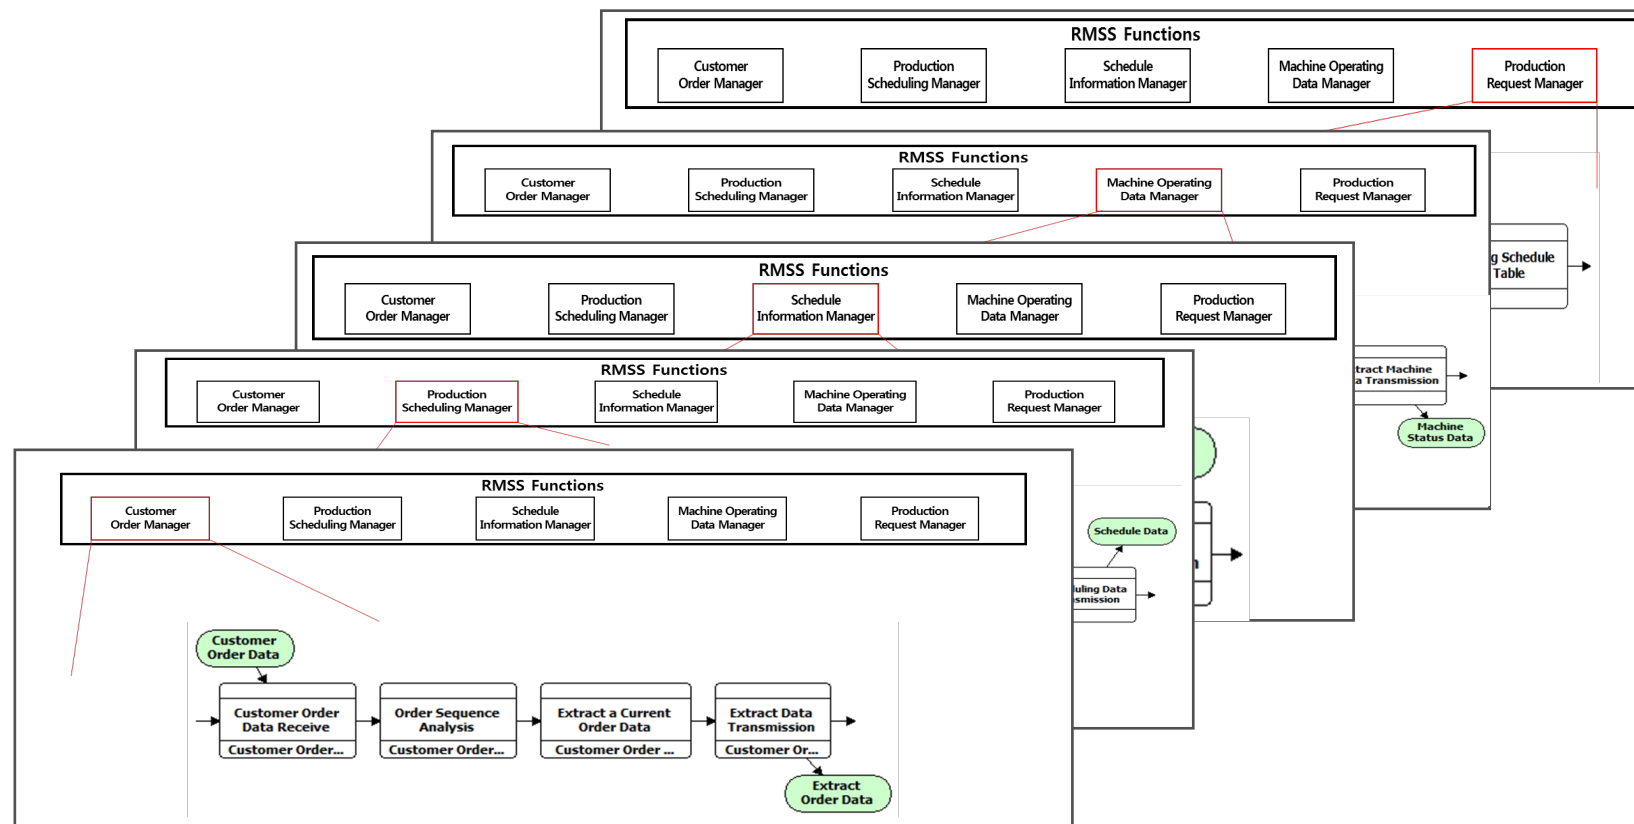 RMSS Functions
Customer
Order Manager
Production
Scheduling Manager
Schedule
Information Manager
Machine Operating
Data Manager
Production
Request Manager
RMSS Functions
Customer
Order Manager
Production
Scheduling Manager
Schedule
Information Manager
Machine Operating
Data Manager
Production
Request Manager
g Schedule
Table
RMSS Functions
Customer
Order Manager
Production
Scheduling Manager
Schedule
Information Manager
Machine Operating
Data Manager
Production
Request Manager
tract Machine
a Transmission
Machine
Status Data
RMSS Functions
Customer
Order Manager
Production
Scheduling Manager
Schedule
Information Manager
Machine Operating
Data Manager
Production
Request Manager
Schedule Data
uling Data
smission
RMSS Functions
Customer
Order Manager
Production
Scheduling Manager
Schedule
Information Manager
Machine Operating
Data Manager
Production
Request Manager
Customer
Order Data
Customer Order
Data Receive
Customer Order...
Order Sequence
Analysis
Customer Order...
Extract a Current
Order Data
Customer Order ...
Extract Data
Transmission
Customer Or...
Extract
Order Data